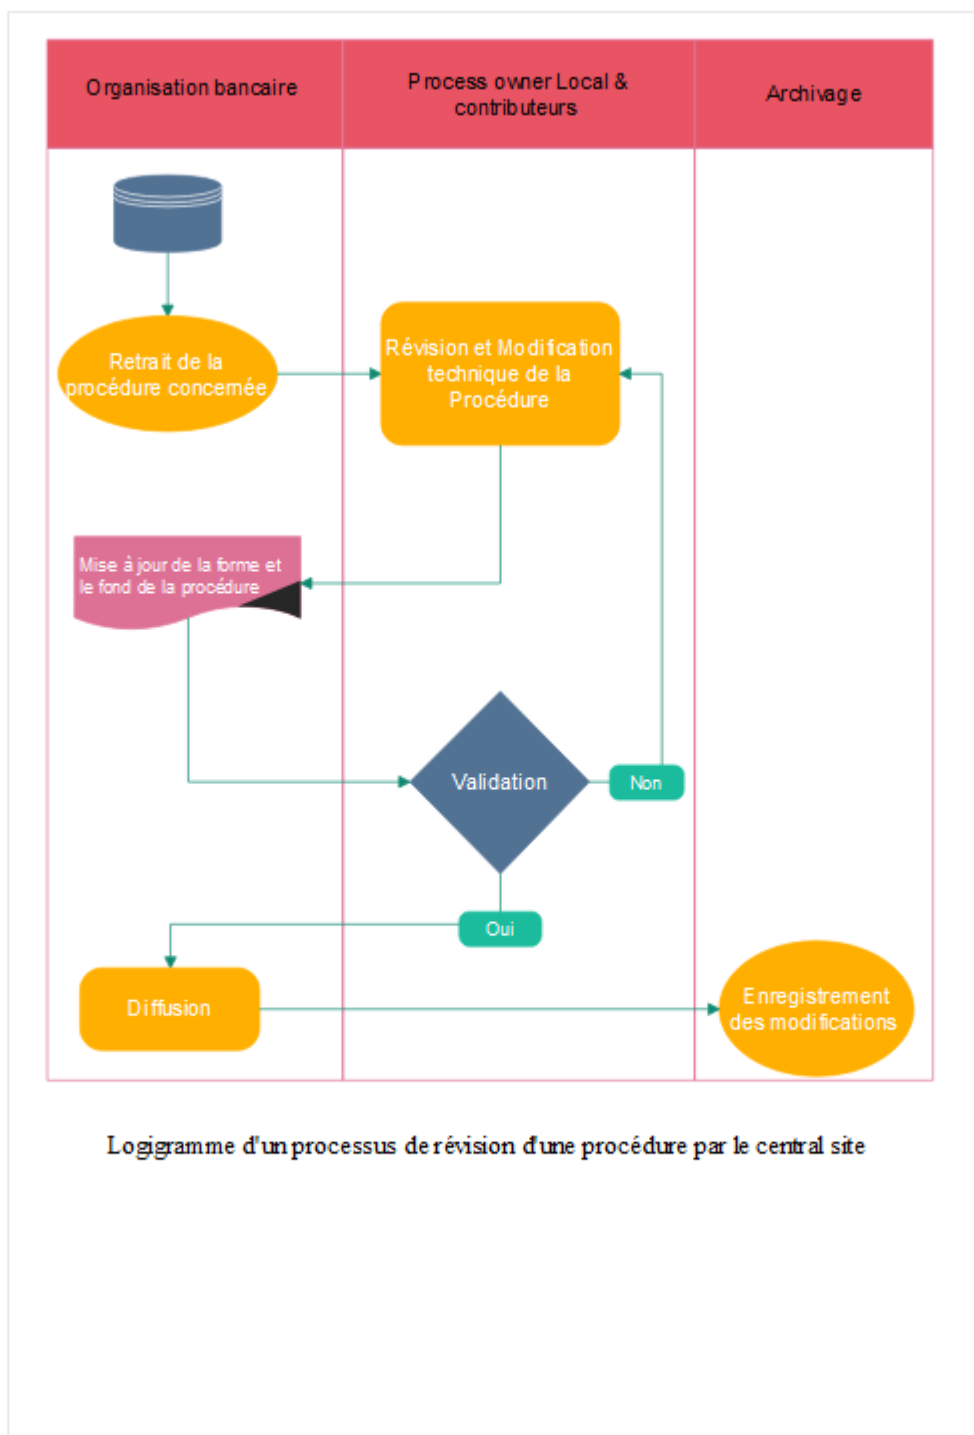 Organisation bancaire
Process owner Local &
contributeurs
Archivage
Retrait de la
procédure concernée
Révision et Modification
technique de la
Procédure
Mise à jour de la forme et
le fond de la procédure
Validation
Non
Oui
Diffusion
Enregistrement
des modifications
Logigramme d'un processus de révision d'une procédure par le central site